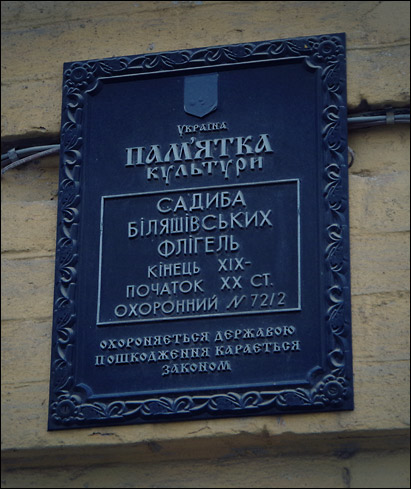 УКРАЇНА
ПАМ'ЯТКА
КУЛЬТУРИ
САДИБА
БІЛЯШІВСЬКИХ
ФЛІГЕЛЬ
КІНЕЦЬ XIX-
ПОЧАТОК XX СТ.
ОХОРОННИЙ № 72/2
ОХОРОНЯЄТЬСЯ ДЕРЖАВОЮ
ПОШКОДЖЕННЯ КАРАЄТЬСЯ
ЗАКОНОМ